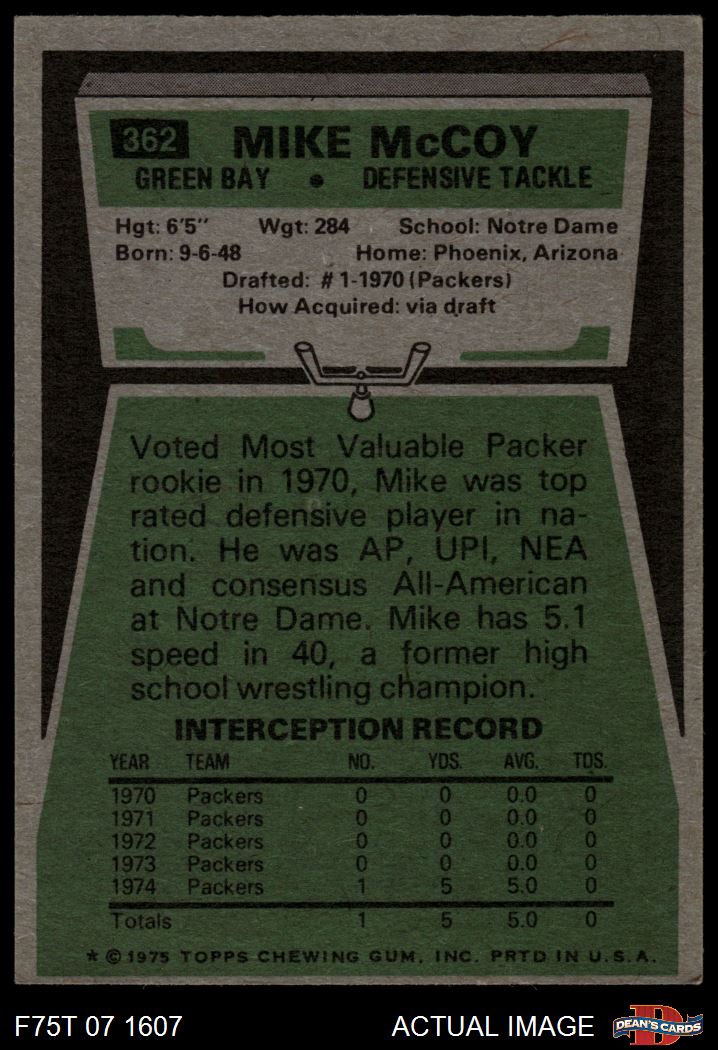 362 MIKE McCOY
GREEN BAY • DEFENSIVE TACKLE
Hgt: 6'5" Wgt: 284 School: Notre Dame
Born: 9-6-48 Home: Phoenix, Arizona
Drafted: #1-1970 (Packers)
How Acquired: via draft
Voted Most Valuable Packer
rookie in 1970, Mike was top
rated defensive player in na-
tion. He was AP, UPI, NEA
and consensus All-American
at Notre Dame. Mike has 5.1
speed in 40, a former high
school wrestling champion.
INTERCEPTION RECORD
YEAR TEAM NO. YDS. AVG. TDS.
1970 Packers 0 0 0.0 0
1971 Packers 0 0 0.0 0
1972 Packers 0 0 0.0 0
1973 Packers 0 0 0.0 0
1974 Packers 1 5 5.0 0
Totals 1 5 5.0 0
* © 1975 TOPPS CHEWING GUM, INC. PRTD IN U.S.A.
F75T 07 1607 ACTUAL IMAGE D DEAN'S CARDS